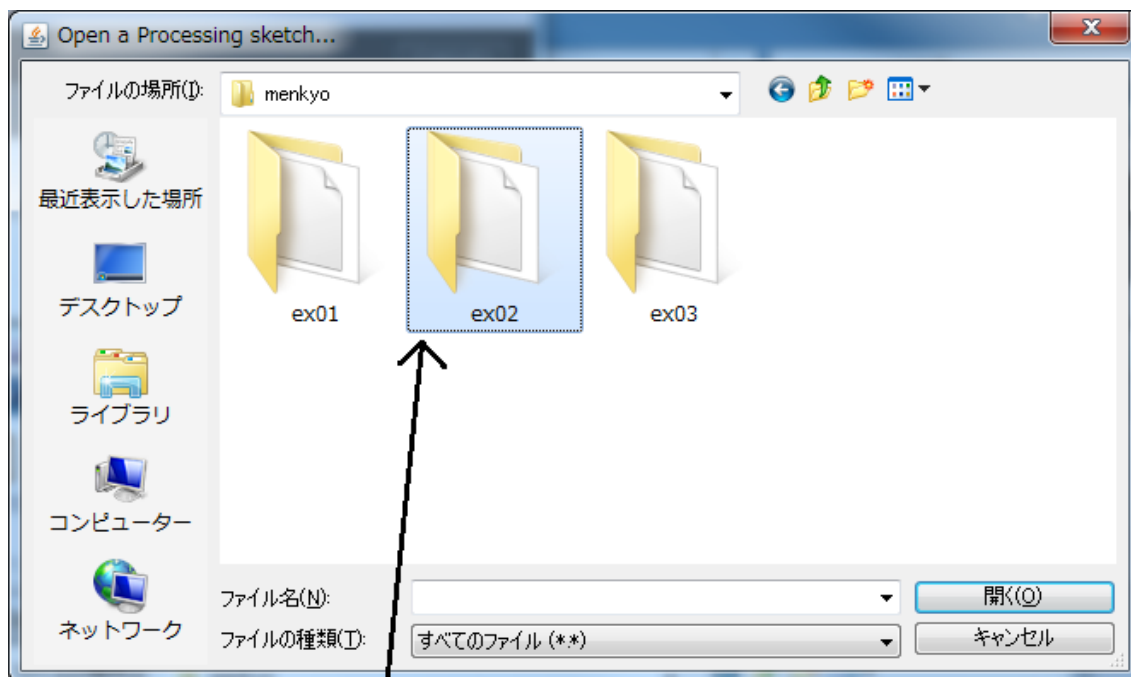 Open a Processing sketch...
ファイルの場所(I):
menkyo
最近表示した場所
デスクトップ
ライブラリ
コンピューター
ネットワーク
ex01
ex02
ex03
ファイル名(N):
開く(O)
ファイルの種類(T):
すべてのファイル (*.*)
キャンセル